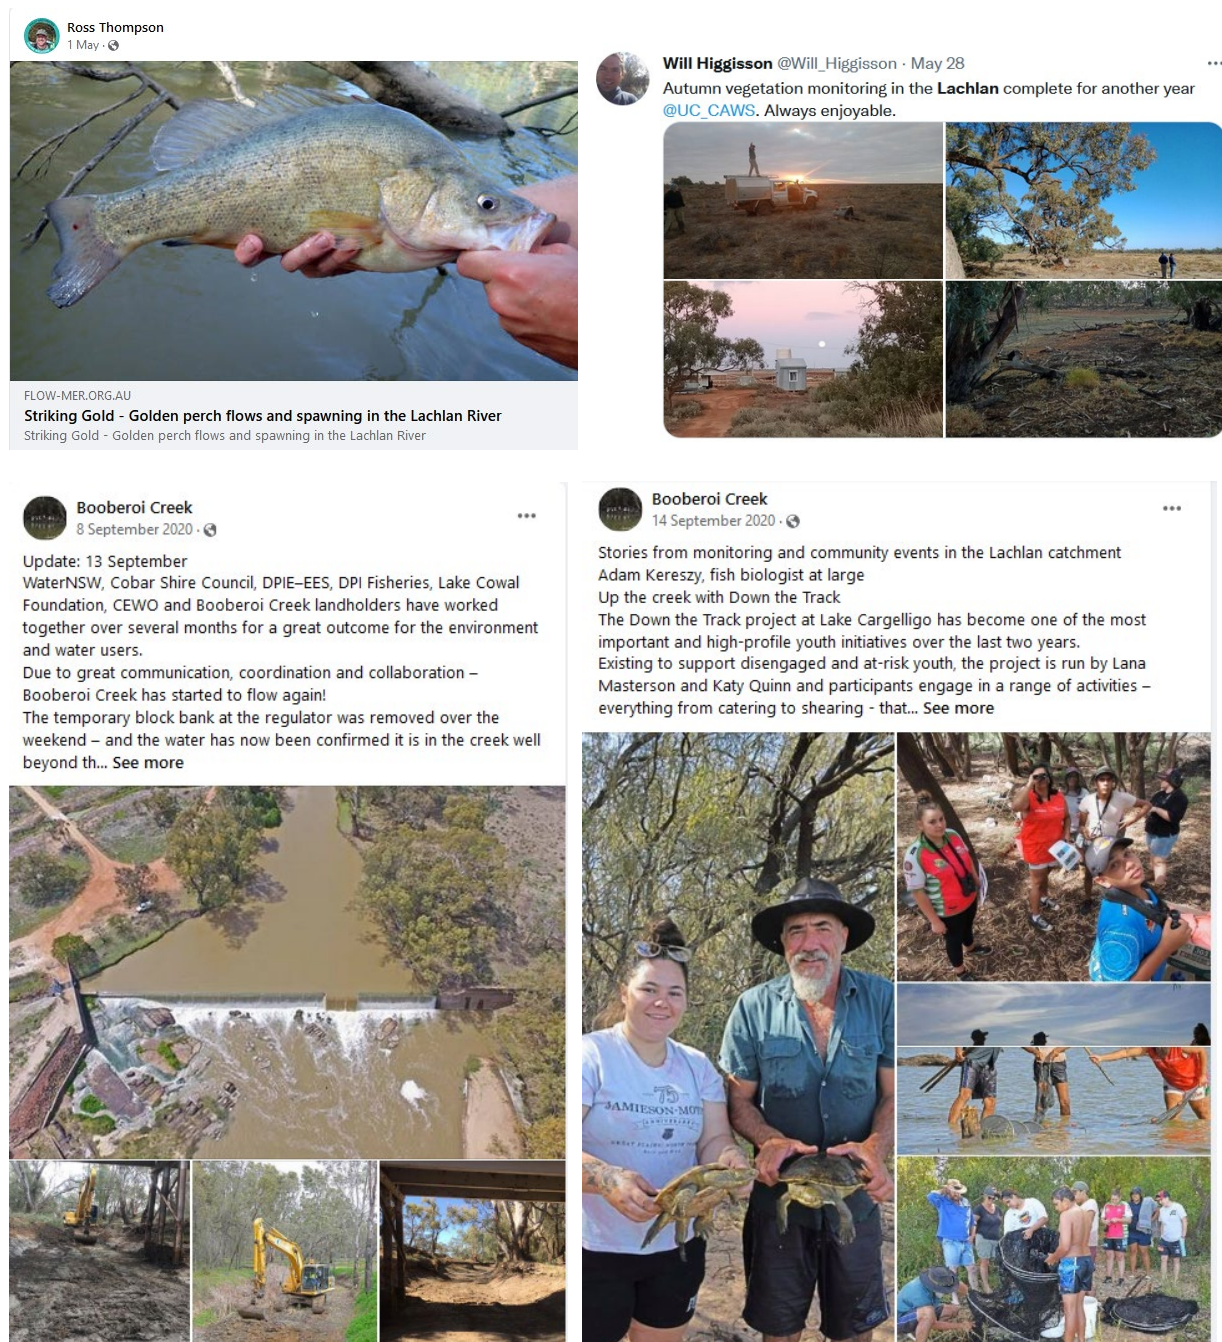 Ross Thompson
1 May ·
FLOW-MER.ORG.AU
Striking Gold - Golden perch flows and spawning in the Lachlan River
Striking Gold - Golden perch flows and spawning in the Lachlan River
Will Higgisson @Will_Higgisson · May 28
Autumn vegetation monitoring in the Lachlan complete for another year
@UC_CAWS. Always enjoyable.
Booberoi Creek
8 September 2020 ·
Update: 13 September
WaterNSW, Cobar Shire Council, DPIE–EES, DPI Fisheries, Lake Cowal
Foundation, CEWO and Booberoi Creek landholders have worked
together over several months for a great outcome for the environment
and water users.
Due to great communication, coordination and collaboration –
Booberoi Creek has started to flow again!
The temporary block bank at the regulator was removed over the
weekend – and the water has now been confirmed it is in the creek well
beyond th... See more
Booberoi Creek
14 September 2020 ·
Stories from monitoring and community events in the Lachlan catchment
Adam Kereszy, fish biologist at large
Up the creek with Down the Track
The Down the Track project at Lake Cargelligo has become one of the most
important and high-profile youth initiatives over the last two years.
Existing to support disengaged and at-risk youth, the project is run by Lana
Masterson and Katy Quinn and participants engage in a range of activities –
everything from catering to shearing - that... See more
75
JAMIESON-MOT
ANNIVERSARY